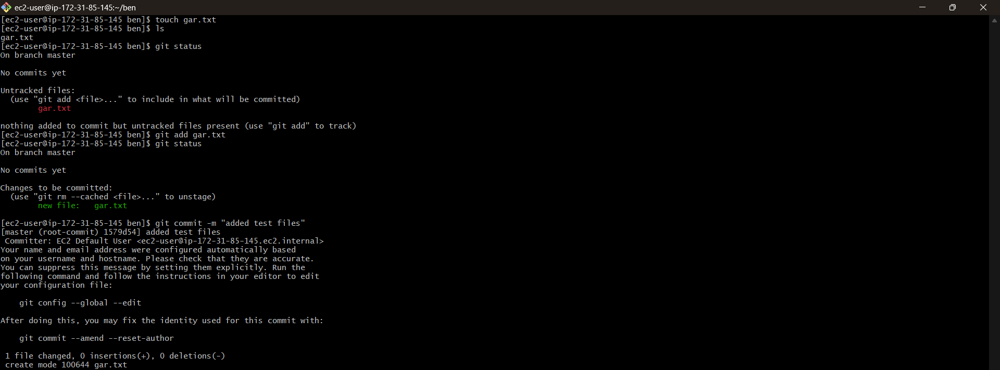 ec2-user@ip-172-31-85-145:~/ben
[ec2-user@ip-172-31-85-145 ben]$ touch gar.txt
[ec2-user@ip-172-31-85-145 ben]$ ls
gar.txt
[ec2-user@ip-172-31-85-145 ben]$ git status
On branch master

No commits yet

Untracked files:
  (use "git add <file>..." to include in what will be committed)
        gar.txt

nothing added to commit but untracked files present (use "git add" to track)
[ec2-user@ip-172-31-85-145 ben]$ git add gar.txt
[ec2-user@ip-172-31-85-145 ben]$ git status
On branch master

No commits yet

Changes to be committed:
  (use "git rm --cached <file>..." to unstage)
        new file:   gar.txt

[ec2-user@ip-172-31-85-145 ben]$ git commit -m "added test files"
[master (root-commit) 1579d54] added test files
 Committer: EC2 Default User <ec2-user@ip-172-31-85-145.ec2.internal>
Your name and email address were configured automatically based
on your username and hostname. Please check that they are accurate.
You can suppress this message by setting them explicitly. Run the
following command and follow the instructions in your editor to edit
your configuration file:

    git config --global --edit

After doing this, you may fix the identity used for this commit with:

    git commit --amend --reset-author

 1 file changed, 0 insertions(+), 0 deletions(-)
 create mode 100644 gar.txt